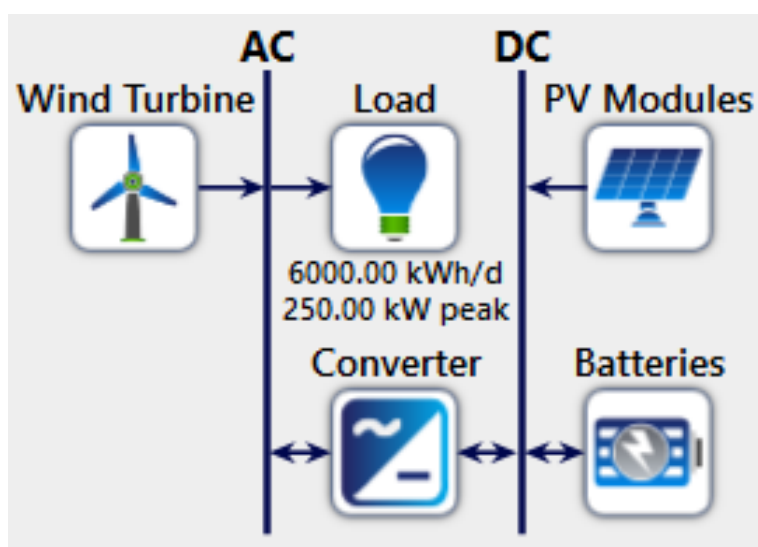 AC
DC
Wind Turbine
Load
PV Modules
6000.00 kWh/d
250.00 kW peak
Converter
Batteries